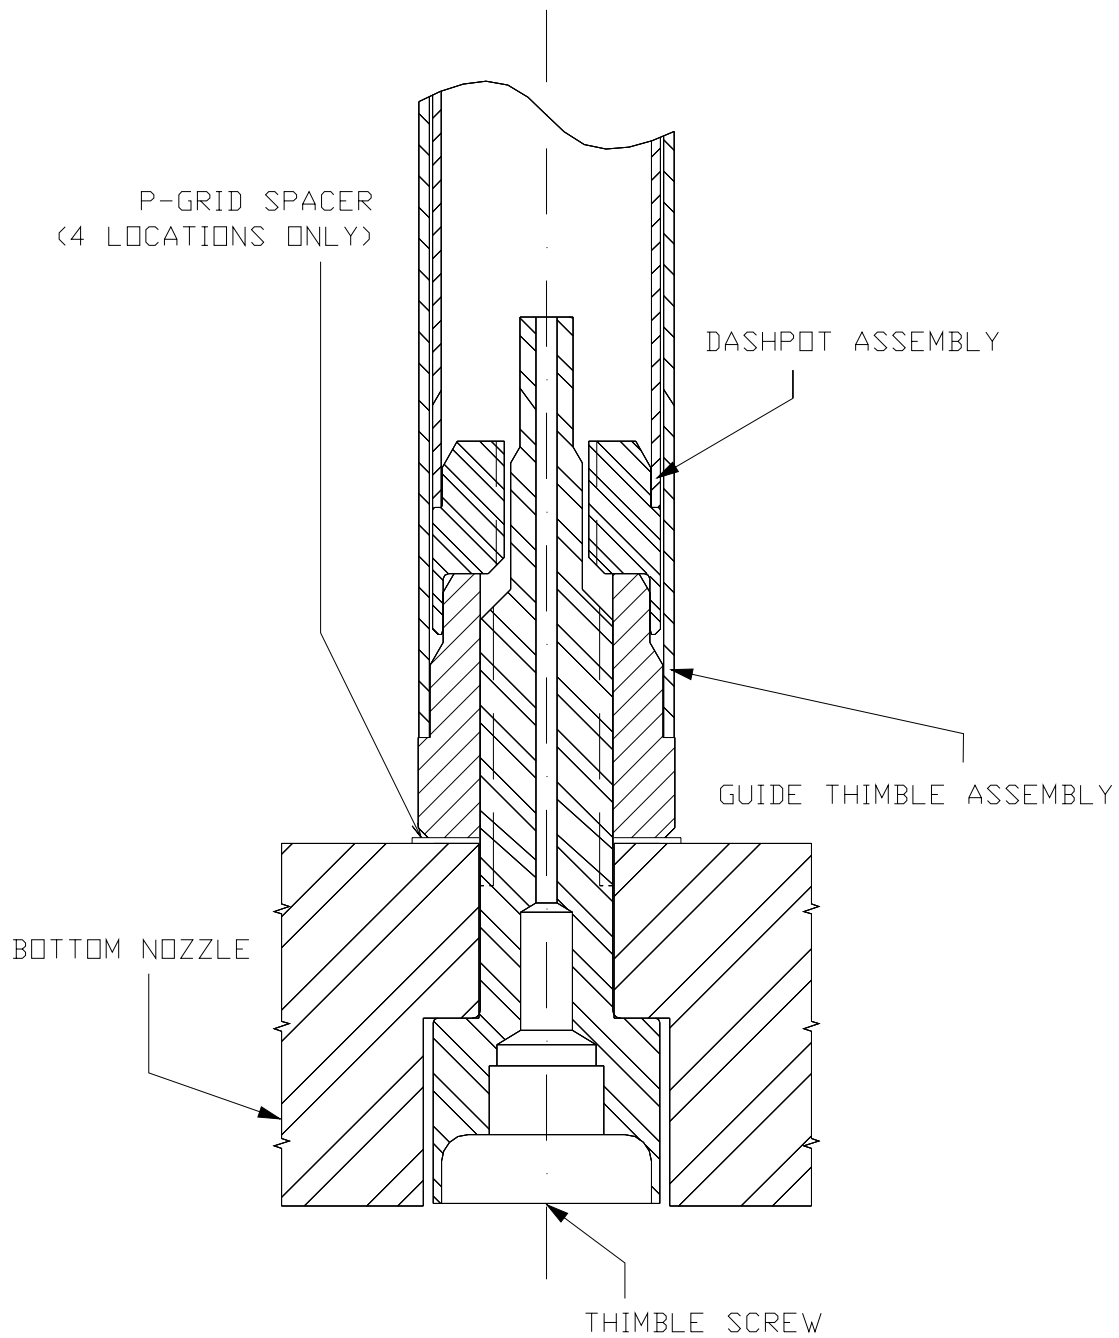 P-GRID SPACER
(4 LOCATIONS ONLY)
DASHPOT ASSEMBLY
GUIDE THIMBLE ASSEMBLY
BOTTOM NOZZLE
THIMBLE SCREW